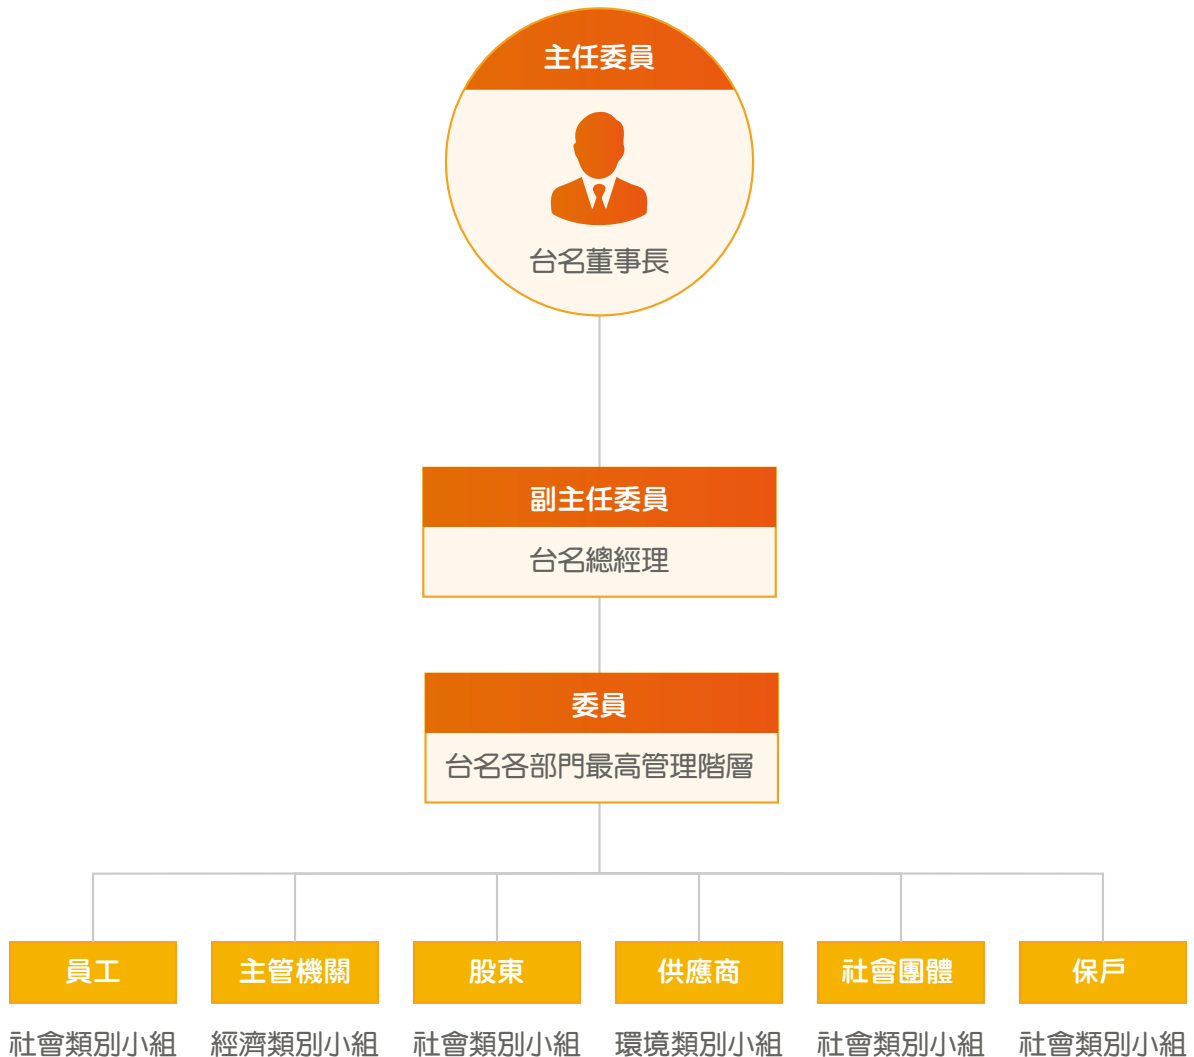 主任委員
台名董事長
副主任委員
台名總經理
委員
台名各部門最高管理階層
員工
主管機關
股東
供應商
社會團體
保戶
社會類別小組
經濟類別小組
社會類別小組
環境類別小組
社會類別小組
社會類別小組